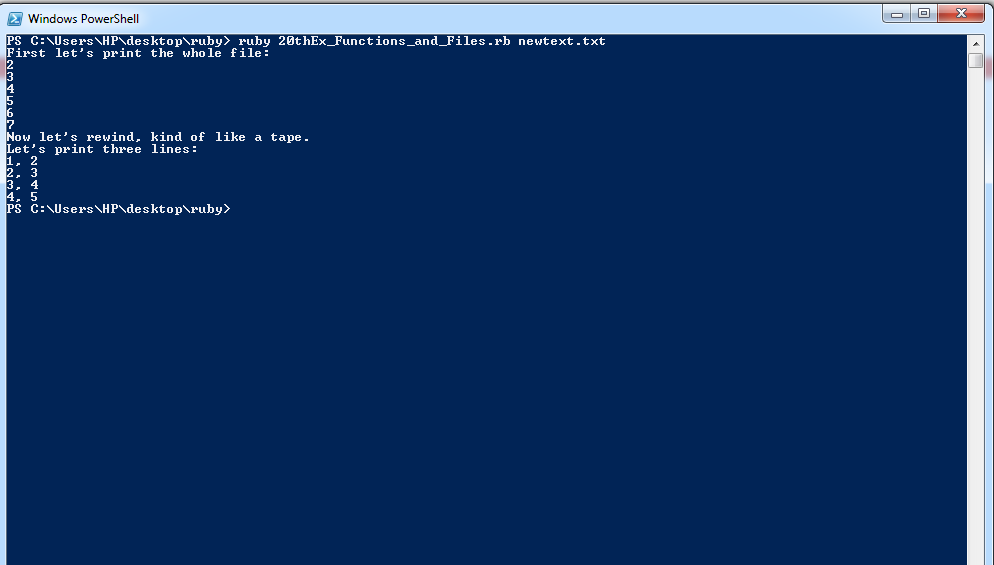 Windows PowerShell
PS C:\Users\HP\desktop\ruby> ruby 20thEx_Functions_and_Files.rb newtext.txt
First let's print the whole file:
2
3
4
5
6
7
Now let's rewind, kind of like a tape.
Let's print three lines:
1, 2
2, 3
3, 4
4, 5
PS C:\Users\HP\desktop\ruby>